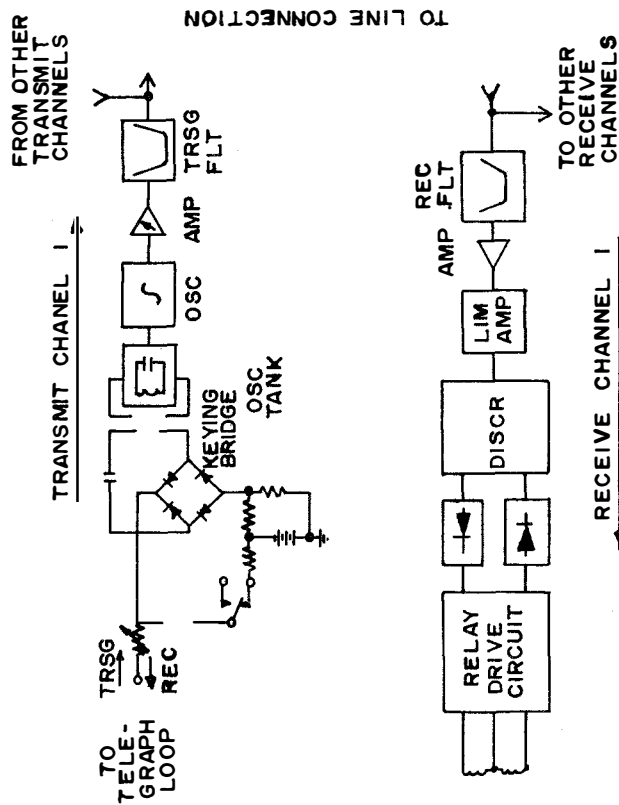 TO LINE CONNECTION
FROM OTHER
TRANSMIT
CHANNELS
TRANSMIT CHANEL I
TRSG
FLT
AMP
OSC
OSC
TANK
KEYING
BRIDGE
TRSG
REC
TO
TELE-
GRAPH
LOOP
TO OTHER
RECEIVE
CHANNELS
REC
FLT
AMP
LIM
AMP
DISCR
RELAY
DRIVE
CIRCUIT
RECEIVE CHANNEL I